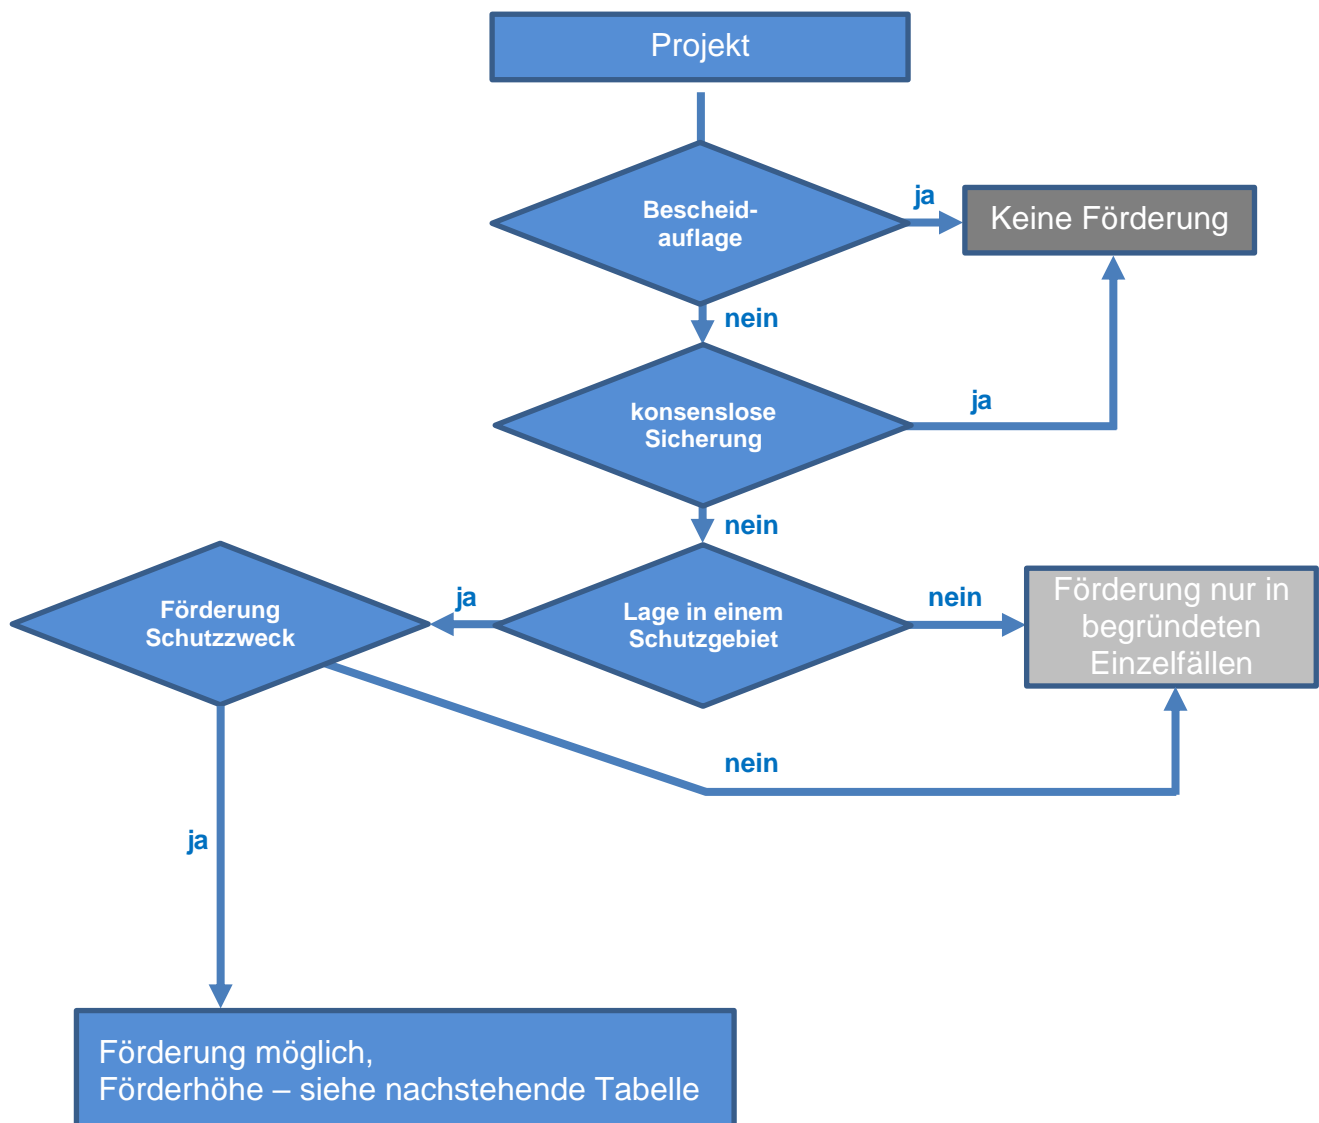 Projekt
Bescheid-
auflage
ja
Keine Förderung
nein
konsenslose
Sicherung
ja
nein
Förderung
Schutzzweck
ja
Lage in einem
Schutzgebiet
nein
Förderung nur in
begründeten
Einzelfällen
nein
ja
Förderung möglich,
Förderhöhe – siehe nachstehende Tabelle